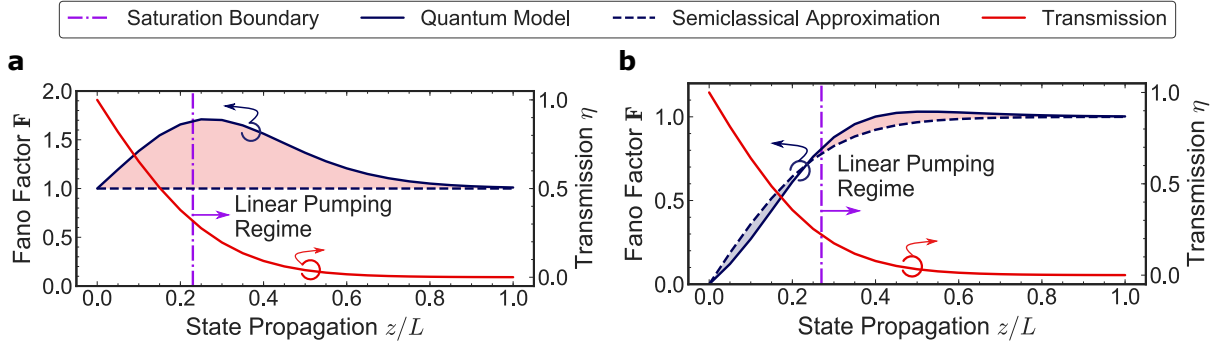 Saturation Boundary Quantum Model Semiclassical Approximation Transmission
a
2.0
1.5
1.0
0.5
0.0
Fano Factor F
1.0
0.5
0.0
Transmission η
Linear Pumping
Regime
0.0 0.2 0.4 0.6 0.8 1.0
State Propagation z/L
b
1.0
0.5
0.0
Fano Factor F
1.0
0.5
0.0
Transmission η
Linear Pumping
Regime
0.0 0.2 0.4 0.6 0.8 1.0
State Propagation z/L